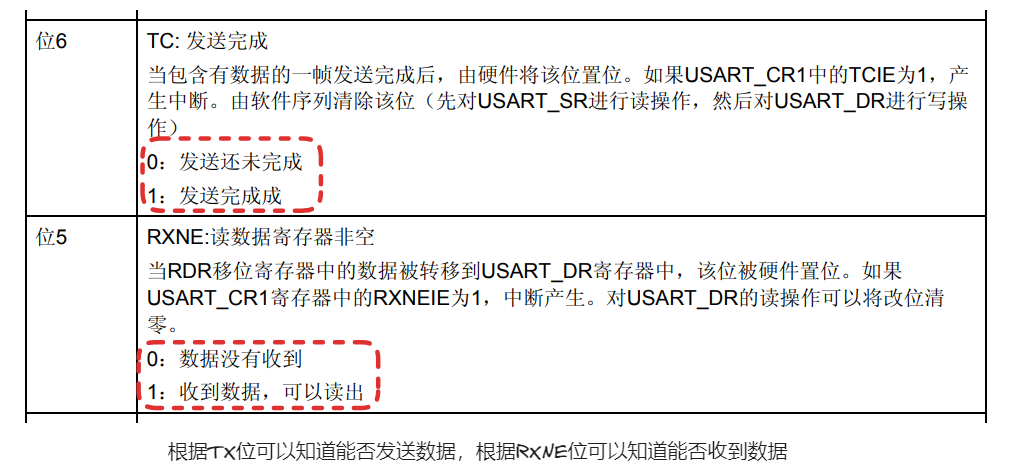 位6
TC: 发送完成
当包含有数据的一帧发送完成后，由硬件将该位置位。如果USART_CR1中的TCIE为1，产
生中断。由软件序列清除该位（先对USART_SR进行读操作，然后对USART_DR进行写操
作）
0：发送还未完成
1：发送完成成
位5
RXNE:读数据寄存器非空
当RDR移位寄存器中的数据被转移到USART_DR寄存器中，该位被硬件置位。如果
USART_CR1寄存器中的RXNEIE为1，中断产生。对USART_DR的读操作可以将改位清
零。
0：数据没有收到
1：收到数据，可以读出
根据TX位可以知道能否发送数据，根据RXNE位可以知道能否收到数据